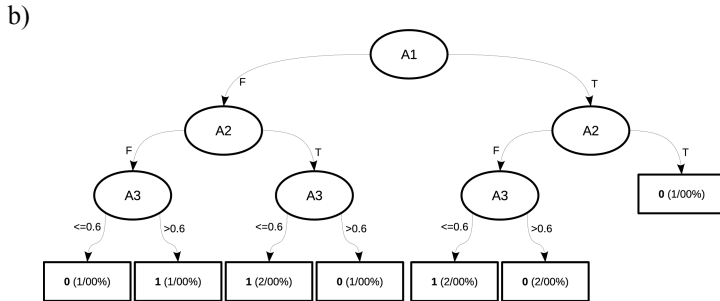 b)
A1
F
T
A2
A2
F
T
F
T
A3
A3
A3
0 (1/00%)
<=0.6
>0.6
<=0.6
>0.6
<=0.6
>0.6
0 (1/00%)
1 (1/00%)
1 (2/00%)
0 (1/00%)
1 (2/00%)
0 (2/00%)